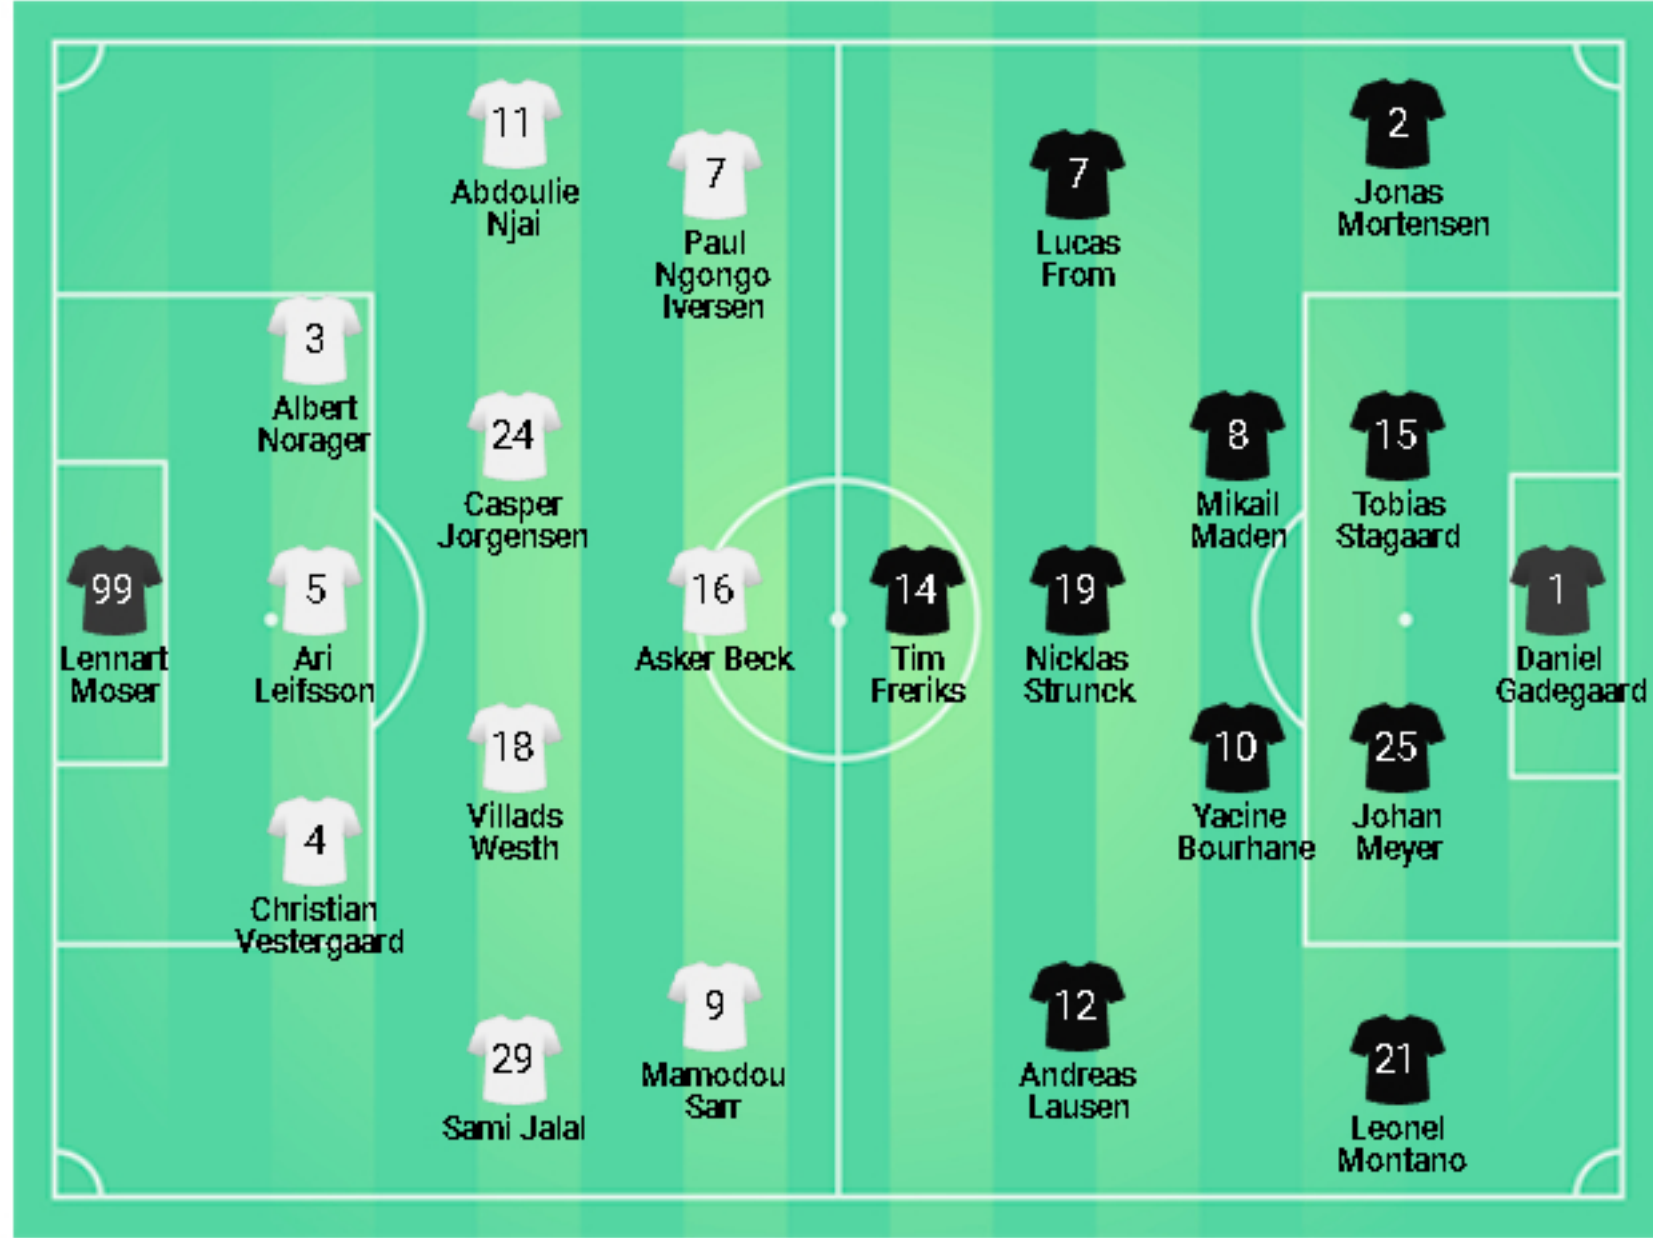 11
Abdoulie
Njai
7
Paul
Ngongo
Iversen
3
Albert
Norager
24
Casper
Jorgensen
99
Lennart
Moser
5
Ari
Leifsson
16
Asker Beck
18
Villads
Westh
4
Christian
Vestergaard
29
Sami Jalal
9
Mamodou
Sarr
7
Lucas
From
2
Jonas
Mortensen
8
Mikail
Maden
15
Tobias
Stagaard
14
Tim
Freriks
19
Nicklas
Strunck
1
Daniel
Gadegaard
10
Yacine
Bourhane
25
Johan
Meyer
12
Andreas
Lausen
21
Leonel
Montano